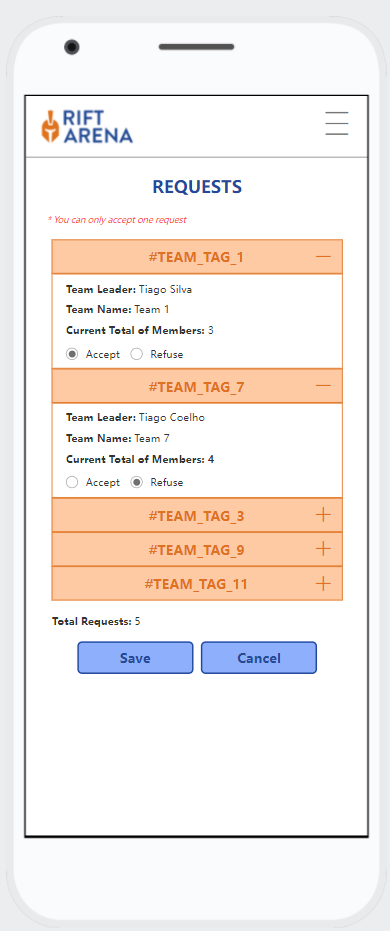 RIFT
ARENA
REQUESTS
* You can only accept one request
#TEAM_TAG_1
Team Leader: Tiago Silva
Team Name: Team 1
Current Total of Members: 3
Accept Refuse
#TEAM_TAG_7
Team Leader: Tiago Coelho
Team Name: Team 7
Current Total of Members: 4
Accept Refuse
#TEAM_TAG_3
#TEAM_TAG_9
#TEAM_TAG_11
Total Requests: 5
Save Cancel